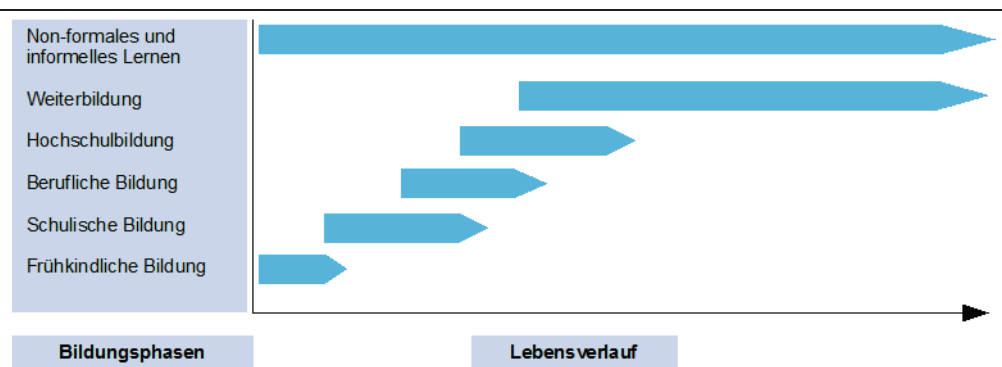 Non-formales und
informelles Lernen
Weiterbildung
Hochschulbildung
Berufliche Bildung
Schulische Bildung
Frühkindliche Bildung
Bildungsphasen
Lebensverlauf